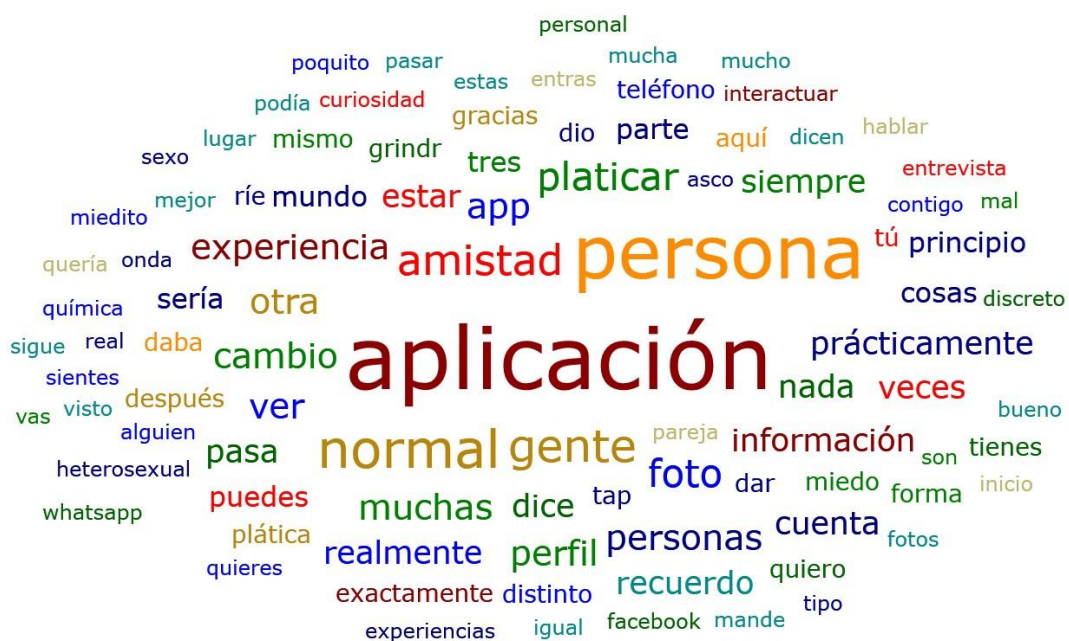 personal
poquito pasar mucha mucho
estas entras teléfono interactuar
podía curiosidad gracias
lugar mismo grindr dio parte aquí dicen hablar
sexo tres platicar asco siempre entrevista
mejor ríe mundo estar app contigo mal
miedito
quería onda experiencia amistad persona tú principio
química sería otra cosas discreto
sigue real daba cambio aplicación prácticamente
sientes
vas visto después ver nada veces bueno
alguien
heterosexual pasa normal gente pareja información son tienes
whatsapp puedes muchas dice tap foto dar miedo forma inicio
plática realmente perfil personas cuenta fotos
quieres
exactamente distinto recuerdo quiero
tipo
experiencias igual facebook mande